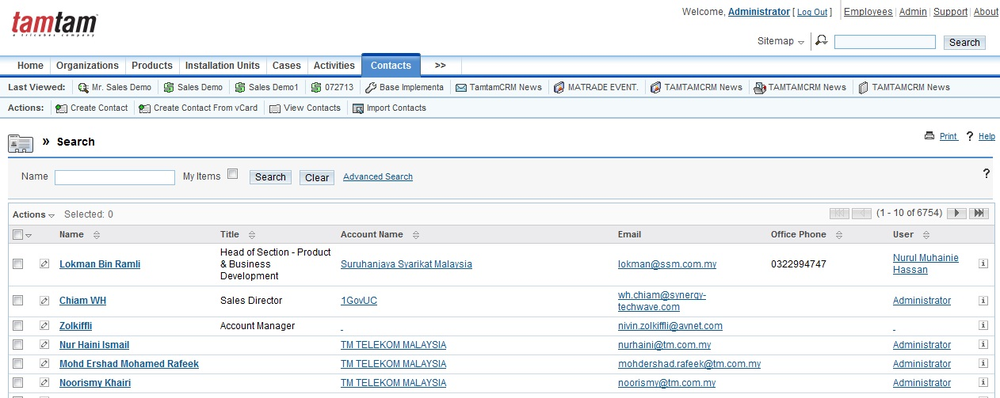 tamtam
a tricubes company
Welcome, Administrator [ Log Out ] Employees | Admin | Support | About
Sitemap Search
Home Organizations Products Installation Units Cases Activities Contacts >>
Last Viewed: Mr. Sales Demo Sales Demo Sales Demo1 072713 Base Implementa TamtamCRM News MATRADE EVENT. TAMTAMCRM News TAMTAMCRM News TAMTAMCRM News
Actions: Create Contact Create Contact From vCard View Contacts Import Contacts
» Search Print ? Help
Name My Items Search Clear Advanced Search ?
Actions Selected: 0 (1 - 10 of 6754)
Name Title Account Name Email Office Phone User
Lokman Bin Ramli Head of Section - Product & Business Development Suruhanjaya Syarikat Malaysia lokman@ssm.com.my 0322994747 Nurul Muhainie Hassan
Chiam WH Sales Director 1GovUC wh.chiam@synergy-techwave.com Administrator
Zolkiffli Account Manager nivin.zolkiffli@avnet.com
Nur Haini Ismail TM TELEKOM MALAYSIA nurhaini@tm.com.my Administrator
Mohd Ershad Mohamed Rafeek TM TELEKOM MALAYSIA mohdershad.rafeek@tm.com.my Administrator
Noorismy Khairi TM TELEKOM MALAYSIA noorismy@tm.com.my Administrator